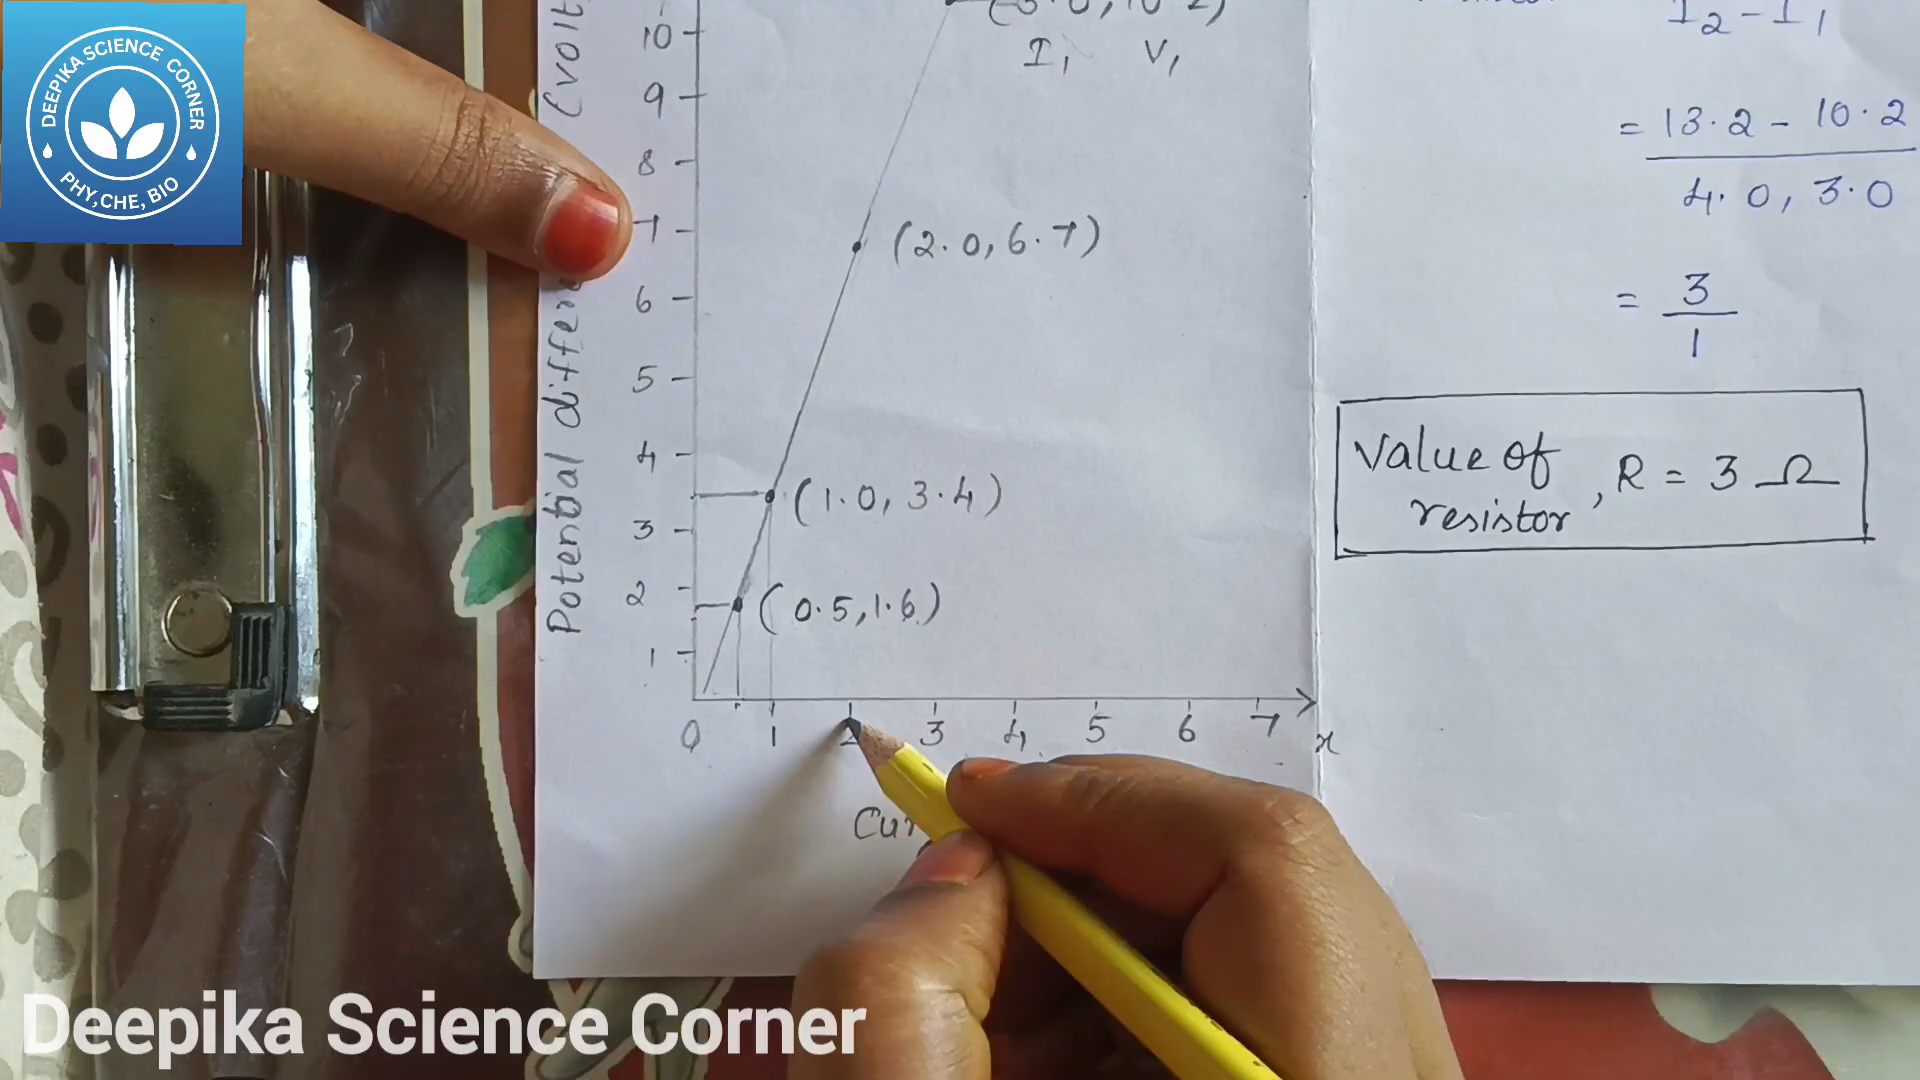 DEEPIKA SCIENCE CORNER
PHY,CHE, BIO
Potential
(volt
10
9
8
7
6
5
4
3
2
1
I₁ V₁
(2.0, 6.7)
(1.0, 3.4)
(0.5, 1.6)
0 1 2 3 4 5 6 7 x
I₂ - I₁
= 13.2 - 10.2
4.0, 3.0
= 3
1
Value of
resistor , R = 3 Ω
Deepika Science Corner